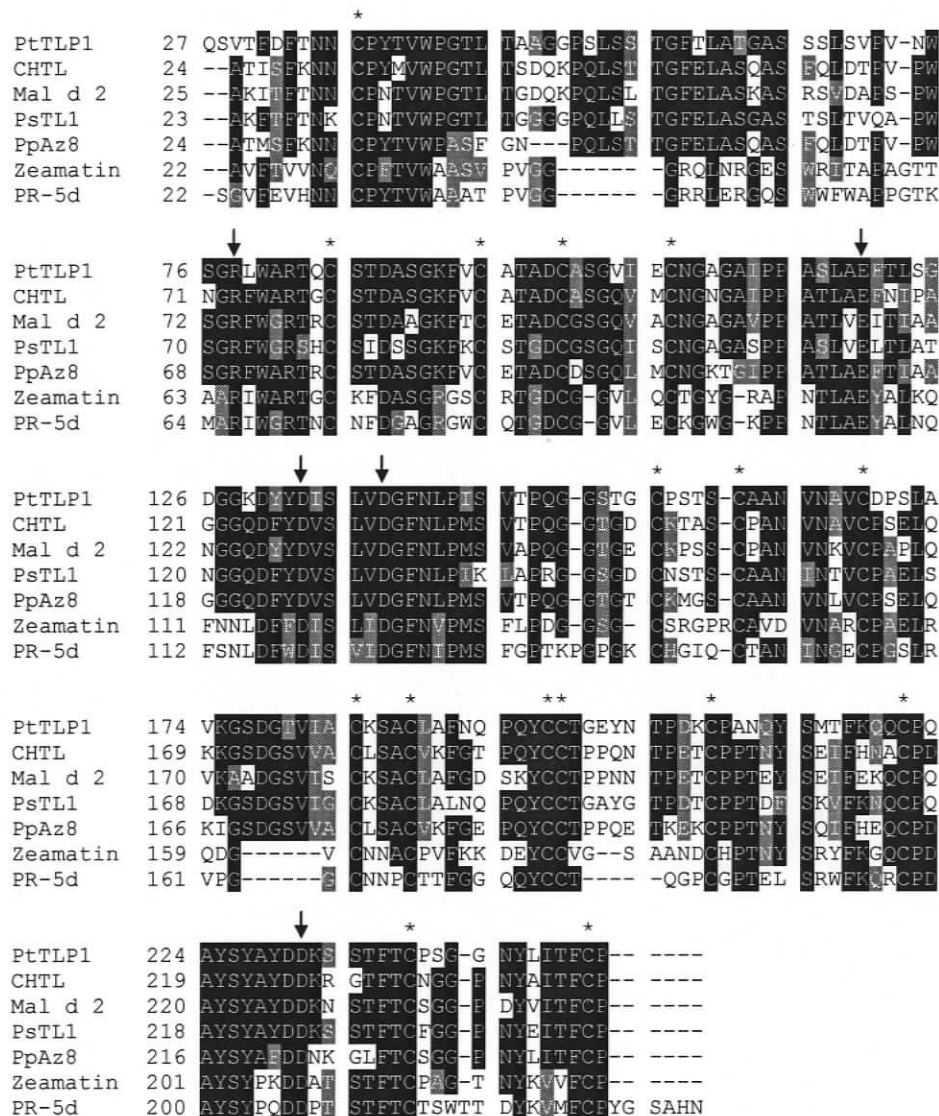 *
PtTLP1 27 QSVTFDFTNN CPYTVWPGTL TAAGGPSLSS TGFTLATGAS SSLSVPV-NW
CHTL 24 --ATISFKNN CPYMVWPGTL TSDQKPQLST TGFELASQAS FQLDTPV-PW
Mal d 2 25 --AKITFTNN CPNTVWPGTL TGDQKPQLSL TGFELASKAS RSVDAPS-PW
PsTL1 23 --AKFTFTNK CPNTVWPGTL TGGGGPQLLS TGFELASGAS TSLTVQA-PW
PpAz8 24 --ATMSFKNN CPYTVWPASF GN---PQLST TGFELASQAS FQLDTPV-PW
Zeamatin 22 --AVFTVVNQ CPFTVWAASV PVGG------ -GRQLNRGES WRITAPAGTT
PR-5d 22 --SGVFEVHNN CPYTVWAAAT PVGG------ -GRRLERGQS WWFWAPPGTK
* * * *
PtTLP1 76 SGRLWARTQC STDASGKFVC ATADCASGVI ECNGAGAIPP ASLAEFTLSG
CHTL 71 NGRFWARTGC STDASGKFVC ATADCASGQV MCNGNGAIPP ATLAEFNIPA
Mal d 2 72 SGRFWGRTRC STDAAGKFTC ETADCGSGQV ACNGAGAVPP ATLVEITIAA
PsTL1 70 SGRFWGRSHC SIDSSGKFKC STGDCGSGQI SCNGAGASPP ASLVELTLAT
PpAz8 68 SGRFWARTRC STDASGKFVC ETADCDSGQL MCNGKTGIPP ATLAEFTIAA
Zeamatin 63 AARIWARTGC KFDASGRGSC RTGDCG-GVL QCTGYG-RAP NTLAEYALKQ
PR-5d 64 MARIWGRTNC NFDGAGRGWC QTGDCG-GVL ECKGWG-KPP NTLAEYALNQ
* * *
PtTLP1 126 DGGKDYYDIS LVDGFNLPIS VTPQG-GSTG CPSTS-CAAN VNAVCDPSLA
CHTL 121 GGGQDFYDVS LVDGFNLPMS VTPQG-GTGD CKTAS-CPAN VNAVCPSELQ
Mal d 2 122 NGGQDYYDVS LVDGFNLPMS VAPQG-GTGE CKPSS-CPAN VNKVCPAPLQ
PsTL1 120 NGGQDFYDVS LVDGFNLPIK LAPRG-GSGD CNSTS-CAAN INTVCPAELS
PpAz8 118 GGGQDFYDVS LVDGFNLPMS VTPQG-GTGT CKMGS-CAAN VNLVCPSELQ
Zeamatin 111 FNNLDFFDIS LIDGFNVPMS FLPDG-GSG- CSRGPRCAVD VNARCPAELR
PR-5d 112 FSNLDFWDIS VIDGFNIPMS FGPTKPGPGK CHGIQ-CTAN INGECPGSLR
* * ** * *
PtTLP1 174 VKGSDGTVIA CKSACLAFNQ PQYCCTGEYN TPDKCPANQY SMTFKQQCPQ
CHTL 169 KKGSDGSVVA CLSACVKFGT PQYCCTPPQN TPETCPPTNY SEIFHNACPD
Mal d 2 170 VKAADGSVIS CKSACLAFGD SKYCCTPPNN TPETCPPTEY SEIFEKQCPQ
PsTL1 168 DKGSDGSVIG CKSACLALNQ PQYCCTGAYG TPDTCPPTDF SKVFKNQCPQ
PpAz8 166 KIGSDGSVVA CLSACVKFGE PQYCCTPPQE TKEKCPPTNY SQIFHEQCPD
Zeamatin 159 QDG------V CNNACPVFKK DEYCCVG--S AANDCHPTNY SRYFKGQCPD
PR-5d 161 VPG------G CNNPCTTFGG QQYCCT---- -QGPCGPTEL SRWFKQRCPD
* *
PtTLP1 224 AYSYAYDDKS STFTCPSG-G NYLITFCP-- ----
CHTL 219 AYSYAYDDKR GTFTCNGG-P NYAITFCP-- ----
Mal d 2 220 AYSYAYDDKN STFTCSGG-P DYVITFCP-- ----
PsTL1 218 AYSYAYDDKS STFTCFGG-P NYEITFCP-- ----
PpAz8 216 AYSYAFDDNK GLFTCSGG-P NYLITFCP-- ----
Zeamatin 201 AYSYPKDDAT STFTCPAG-T NYKVVFCP-- ----
PR-5d 200 AYSYPQDDPT STFTCTSWTT DYKVMFCPYG SAHN